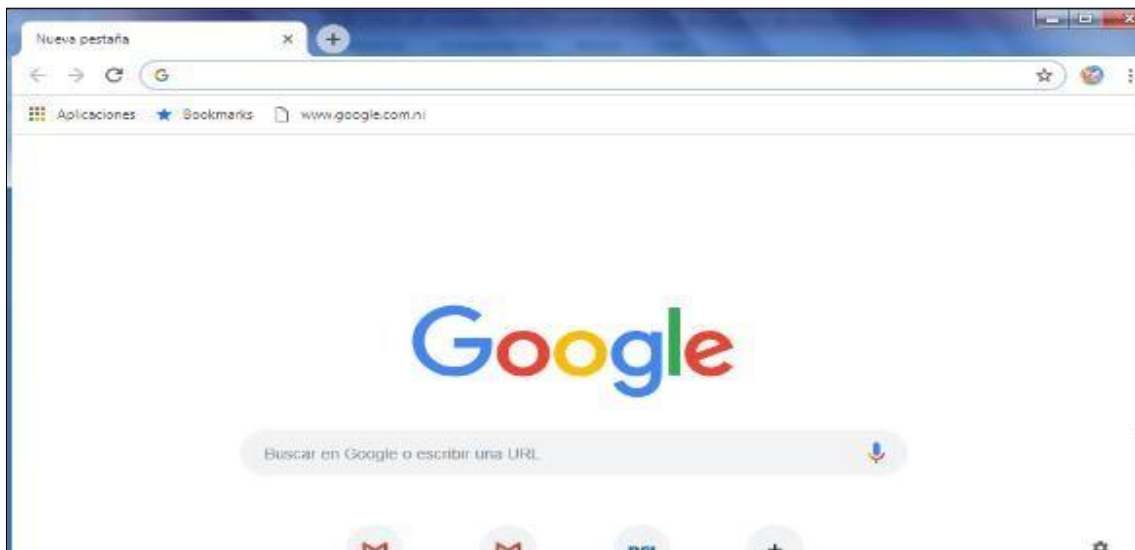 Nueva pestaña
G
Aplicaciones Bookmarks www.google.com.ni
Google
Buscar en Google o escribir una URL